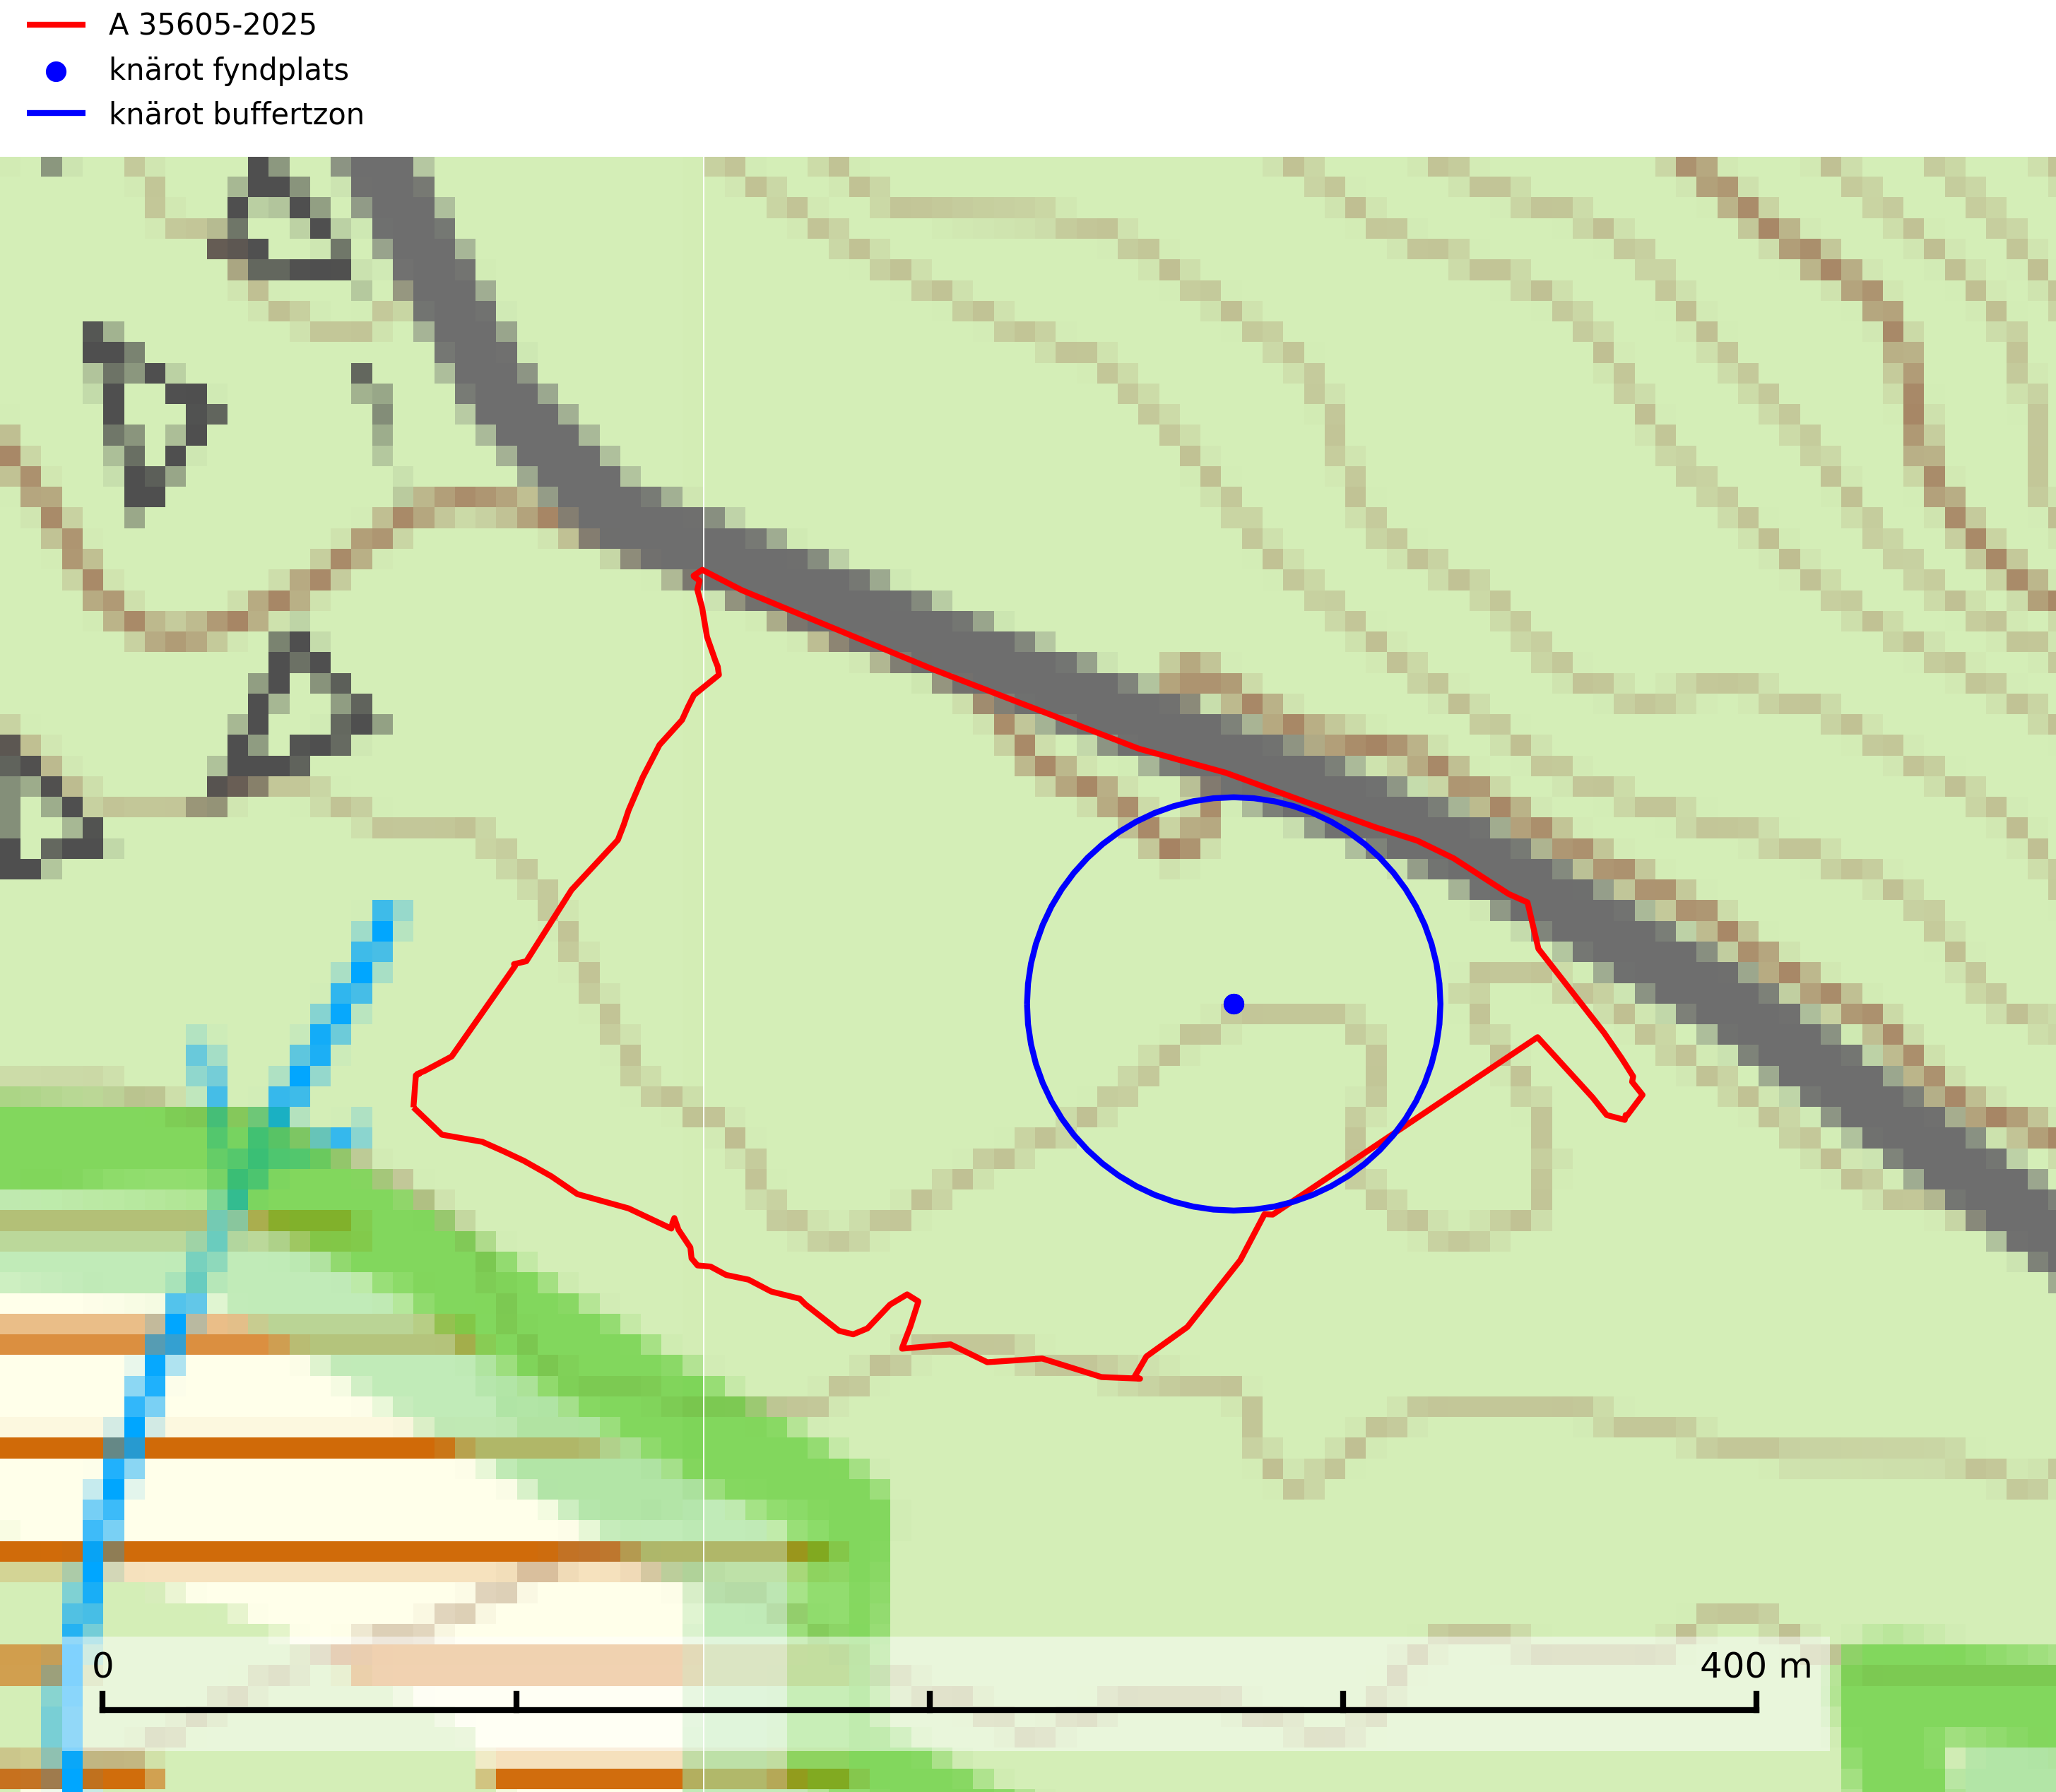 A 35605-2025
knärot fyndplats
knärot buffertzon
0
400 m